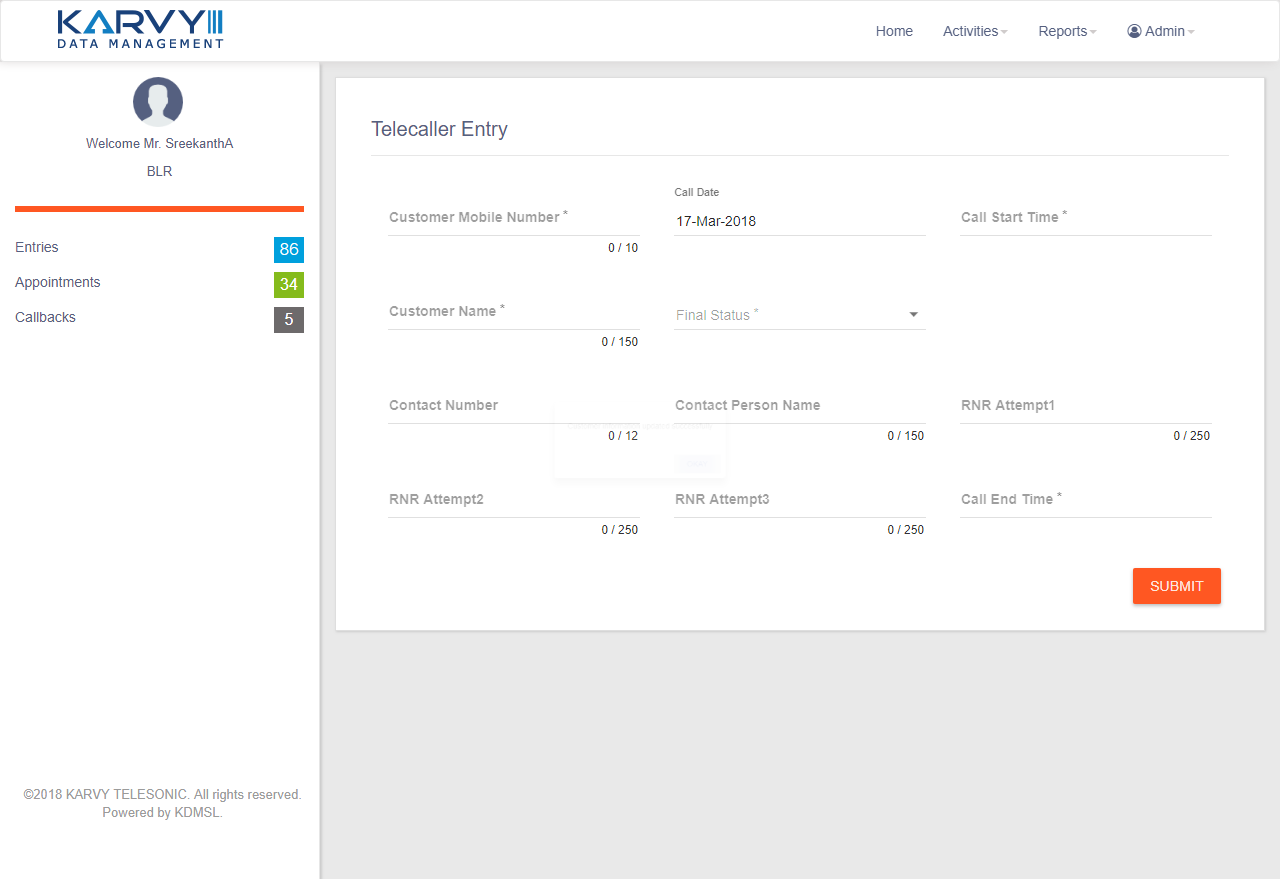 KARVY
DATA MANAGEMENT
Home
Activities
Reports
Admin
Welcome Mr. SreekanthA
BLR
Entries
86
Appointments
34
Callbacks
5
©2018 KARVY TELESONIC. All rights reserved.
Powered by KDMSL.
Telecaller Entry
Customer Mobile Number *
0 / 10
Call Date
17-Mar-2018
Call Start Time *
Customer Name *
0 / 150
Final Status *
Contact Number
0 / 12
Contact Person Name
0 / 150
RNR Attempt1
0 / 250
RNR Attempt2
0 / 250
RNR Attempt3
0 / 250
Call End Time *
SUBMIT